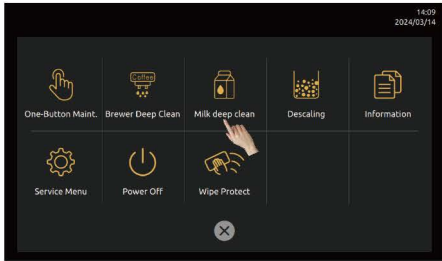 14:09
2024/03/14
Coffee
One-Button Maint. Brewer Deep Clean Milk deep clean Descaling Information
Service Menu Power Off Wipe Protect